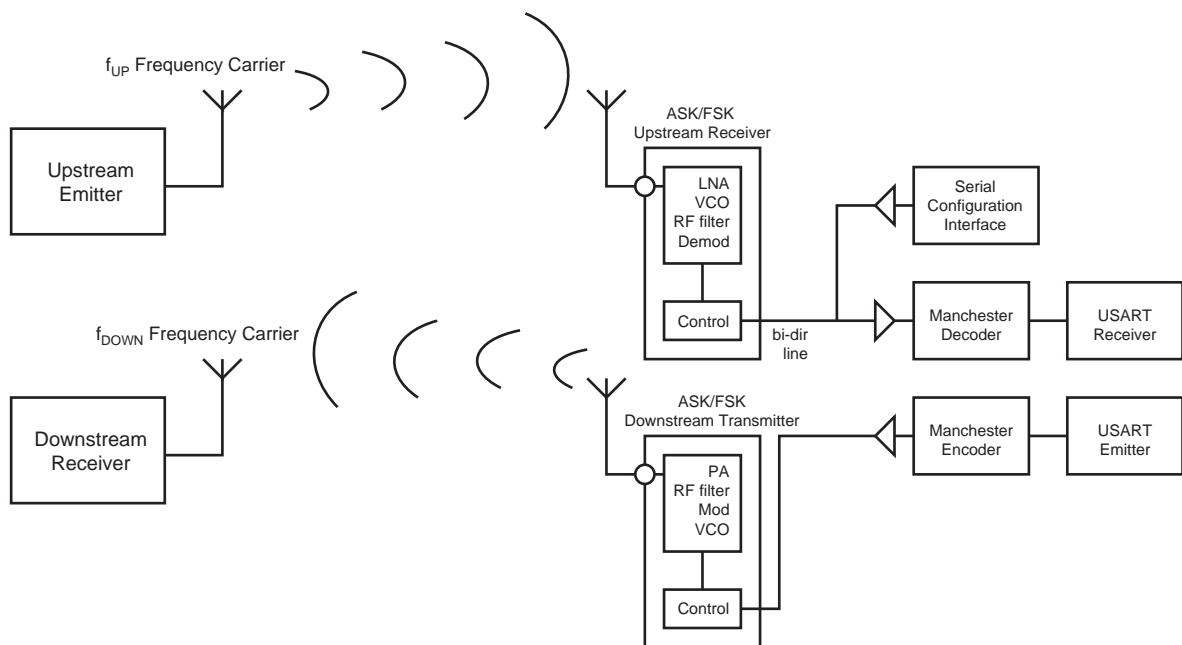 f_UP Frequency Carrier
Upstream
Emitter
ASK/FSK
Upstream Receiver
LNA
VCO
RF filter
Demod
Control
bi-dir
line
Serial
Configuration
Interface
Manchester
Decoder
USART
Receiver
f_DOWN Frequency Carrier
Downstream
Receiver
ASK/FSK
Downstream Transmitter
PA
RF filter
Mod
VCO
Control
Manchester
Encoder
USART
Emitter